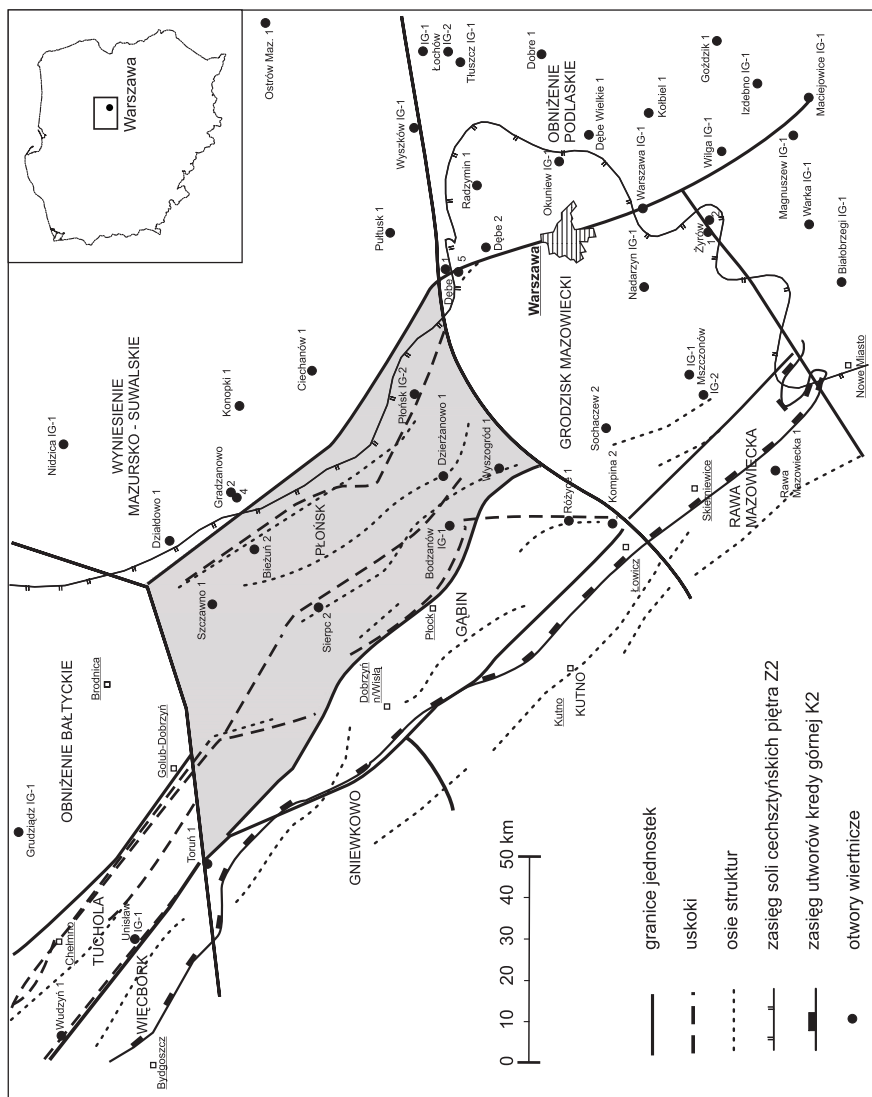 Grudziądz IG-1
Nidzica IG-1
Warszawa
Wudzyń 1
Chełmno
TUCHOLA
OBNIŻENIE BAŁTYCKIE
Brodnica
WYNIESIENIE
MAZURSKO - SUWALSKIE
Unisław
IG-1
WIĘCBÓRK
Bydgoszcz
Golub-Dobrzyń
Toruń 1
Działdowo 1
Gradzanowo
2
4
Konopki 1
Ciechanów 1
Ostrów Maz. 1
Szczawno 1
Bieżuń 2
PŁOŃSK
Sierpc 2
GNIEWKOWO
Dobrzyń
n/Wisłą
Płock
GĄBIN
Bodzanów
IG-1
Płońsk IG-2
Dzierżanowo 1
Wyszogród 1
Pułtusk 1
Wyszków IG-1
IG-1
Łochów
IG-2
Tłuszcz IG-1
Dębe
1
5
Dębe 2
Radzymin 1
Dobre 1
Kutno
KUTNO
Łowicz
Różyce 1
Kompina 2
GRODZISK MAZOWIECKI
Sochaczew 2
Warszawa
Okuniew IG-1
OBNIŻENIE
PODLASKIE
Dębe Wielkie 1
Kołbiel 1
Warszawa IG-1
Nadarzyn IG-1
IG-1
Mszczonów
IG-2
Skierniewice
RAWA
MAZOWIECKA
Rawa
Mazowiecka 1
Żyrów
1
2
Wilga IG-1
Goździk 1
Izdebno IG-1
Magnuszew IG-1
Maciejowice IG-1
Warka IG-1
Białobrzegi IG-1
Nowe Miasto
0
10
20
30
40
50 km
granice jednostek
uskoki
osie struktur
zasięg soli cechsztyńskich piętra Z2
zasięg utworów kredy górnej K2
otwory wiertnicze